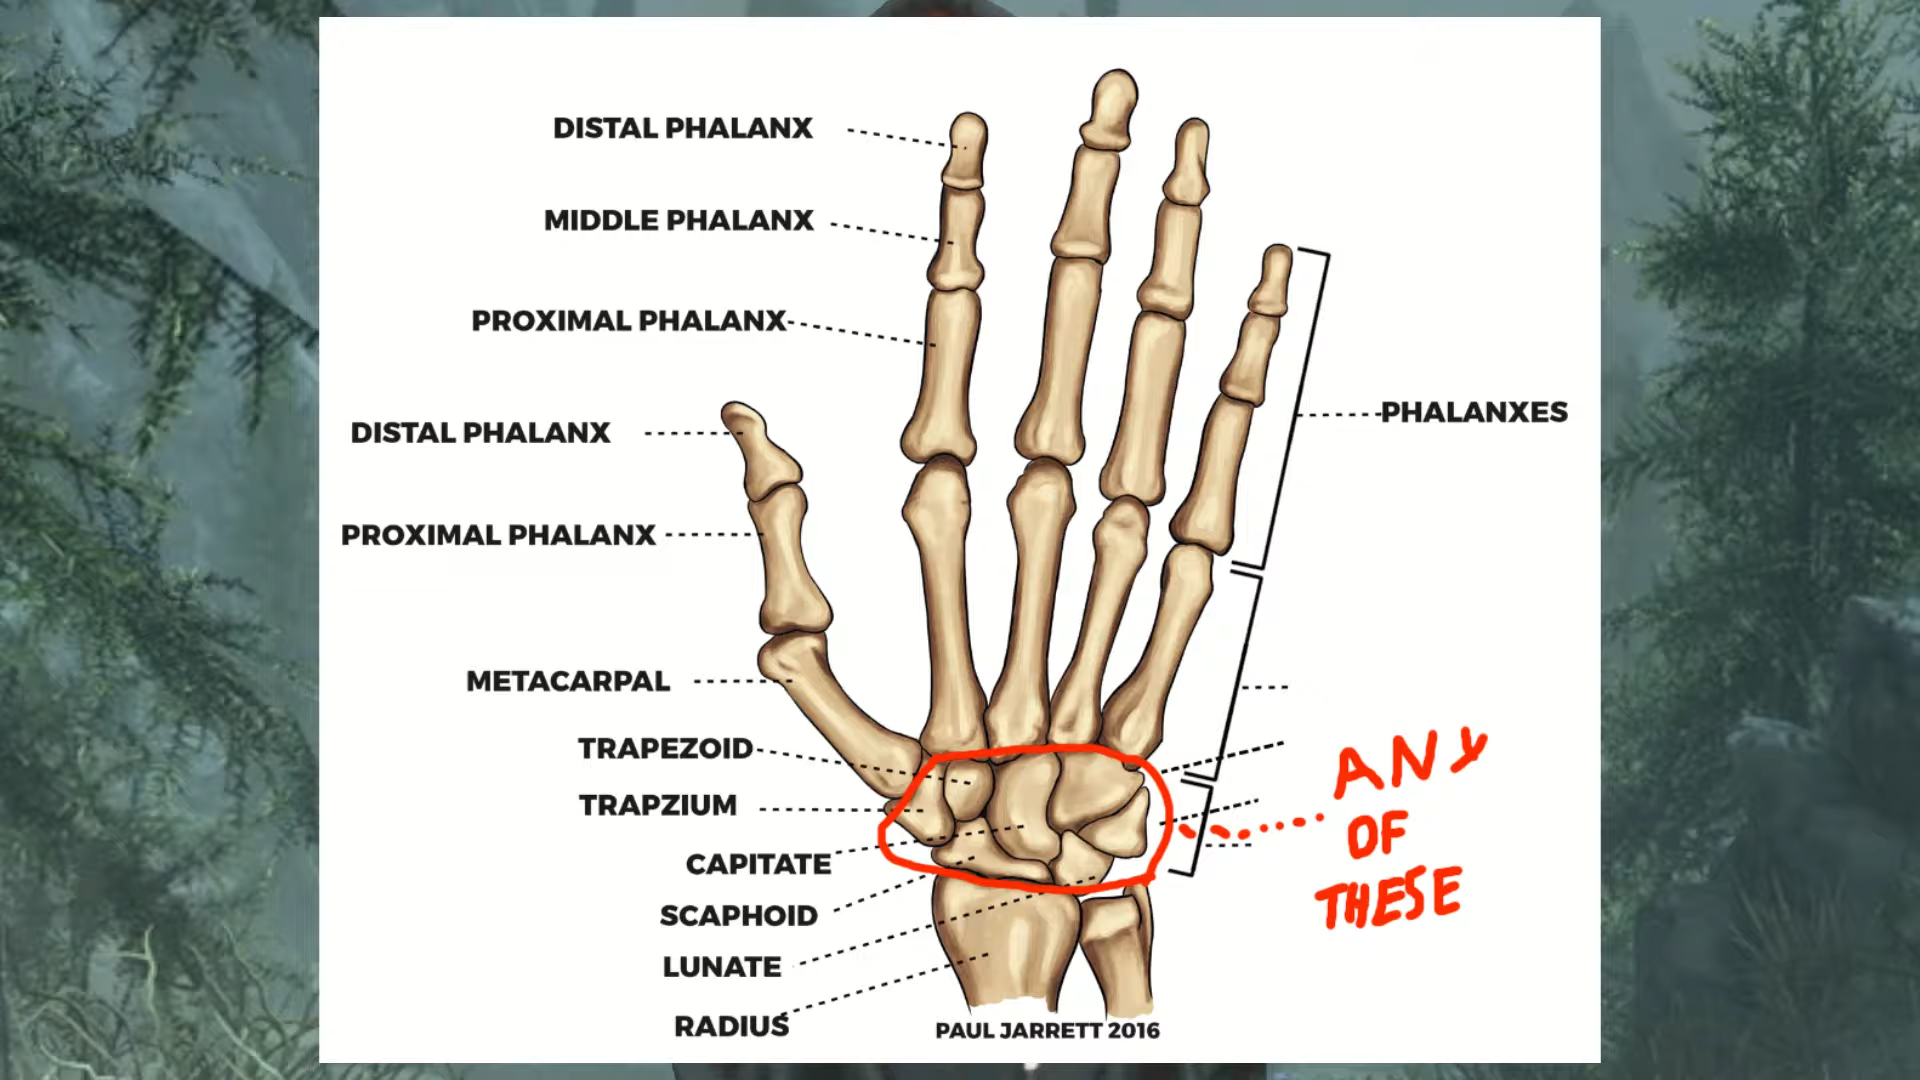 DISTAL PHALANX
MIDDLE PHALANX
PROXIMAL PHALANX
DISTAL PHALANX
PHALANXES
PROXIMAL PHALANX
METACARPAL
TRAPEZOID
TRAPZIUM
CAPITATE
SCAPHOID
LUNATE
RADIUS
ANY
OF
THESE
PAUL JARRETT 2016